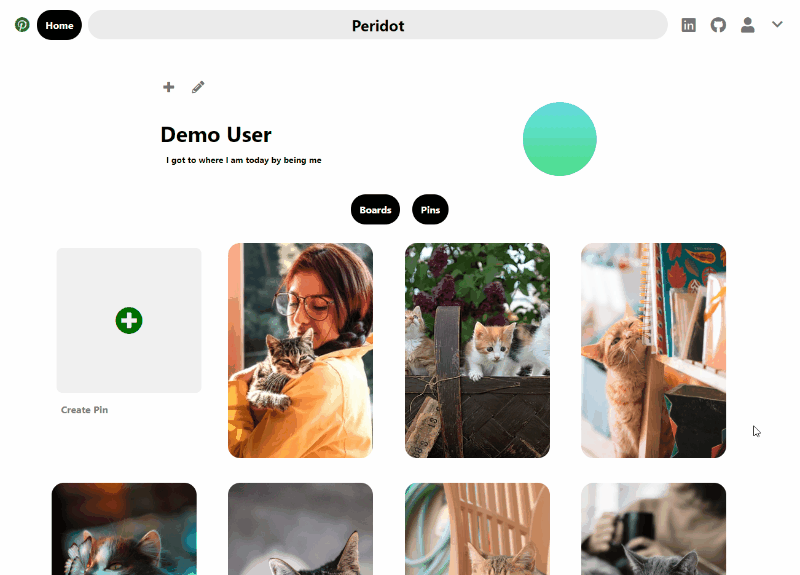 Home
Peridot
Demo User
I got to where I am today by being me
Boards
Pins
Create Pin